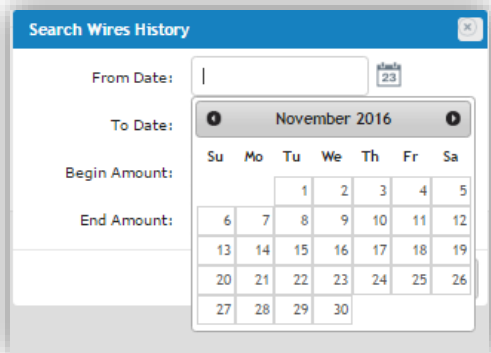 Search Wires History
From Date:
23
To Date:
November 2016
Su Mo Tu We Th Fr Sa
Begin Amount:
1 2 3 4 5
End Amount:
6 7 8 9 10 11 12
13 14 15 16 17 18 19
20 21 22 23 24 25 26
27 28 29 30